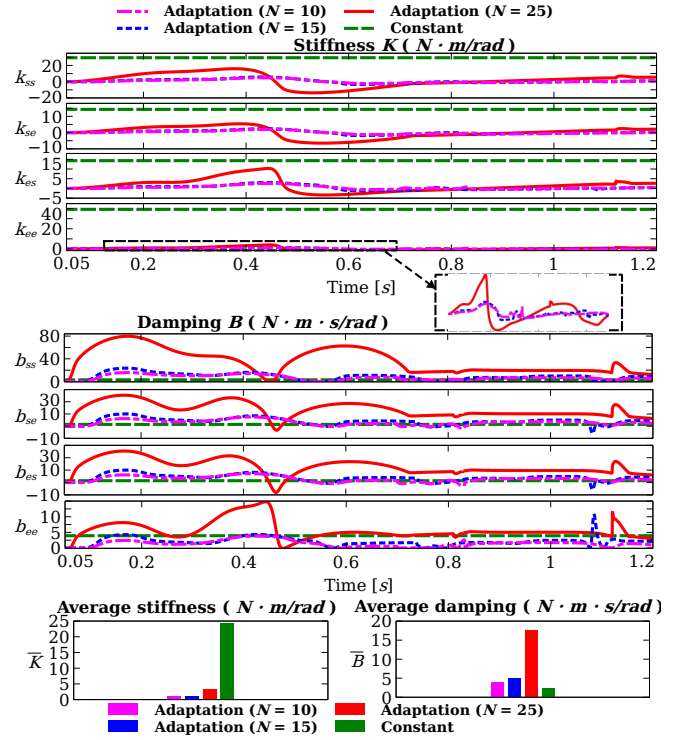 Adaptation (N = 10) Adaptation (N = 25)
Adaptation (N = 15) Constant
Stiffness K ( N · m/rad)
k_ss 20 0 −20
k_se 10 0 −10
k_es 15 5 −5
k_ee 40 20 0
0.05 0.2 0.4 0.6 0.8 1 1.2
Time [s]
Damping B ( N · m · s/rad)
b_ss 80 40 0
b_se 30 10 −10
b_es 30 10 −10
b_ee 10 5 0
0.05 0.2 0.4 0.6 0.8 1 1.2
Time [s]
Average stiffness ( N · m/rad) Average damping ( N · m · s/rad)
K̅ 25 20 15 10 5 0
B̅ 20 15 10 5 0
Adaptation (N = 10) Adaptation (N = 25)
Adaptation (N = 15) Constant